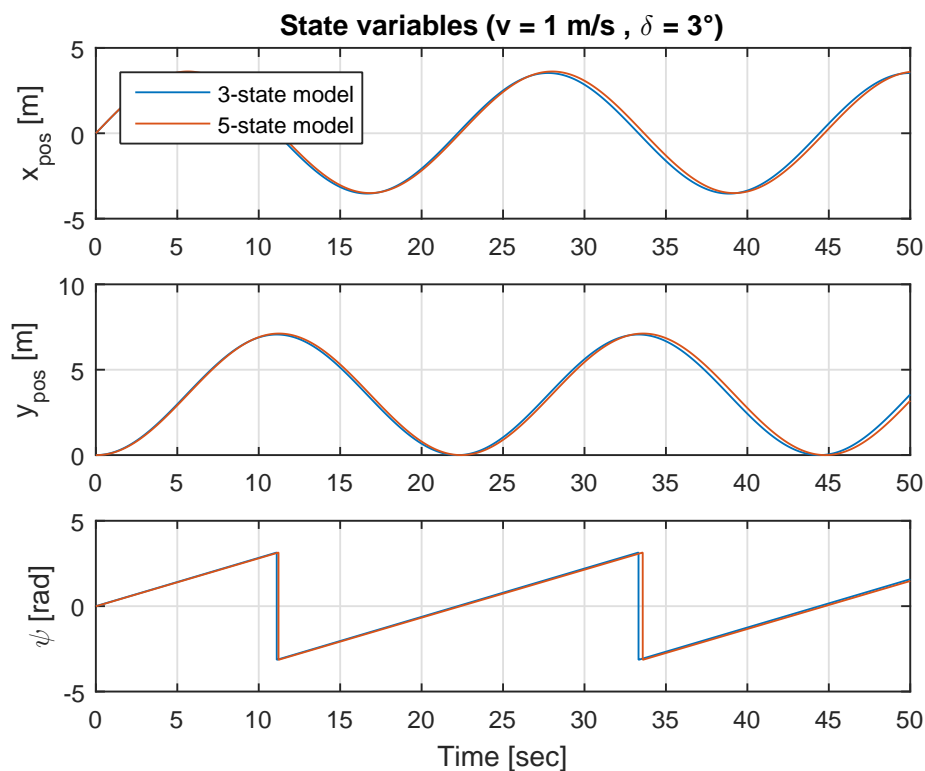 State variables (v = 1 m/s , δ = 3°)
x_pos [m]
5
0
-5
3-state model
5-state model
0 5 10 15 20 25 30 35 40 45 50
y_pos [m]
10
5
0
0 5 10 15 20 25 30 35 40 45 50
ψ [rad]
5
0
-5
0 5 10 15 20 25 30 35 40 45 50
Time [sec]